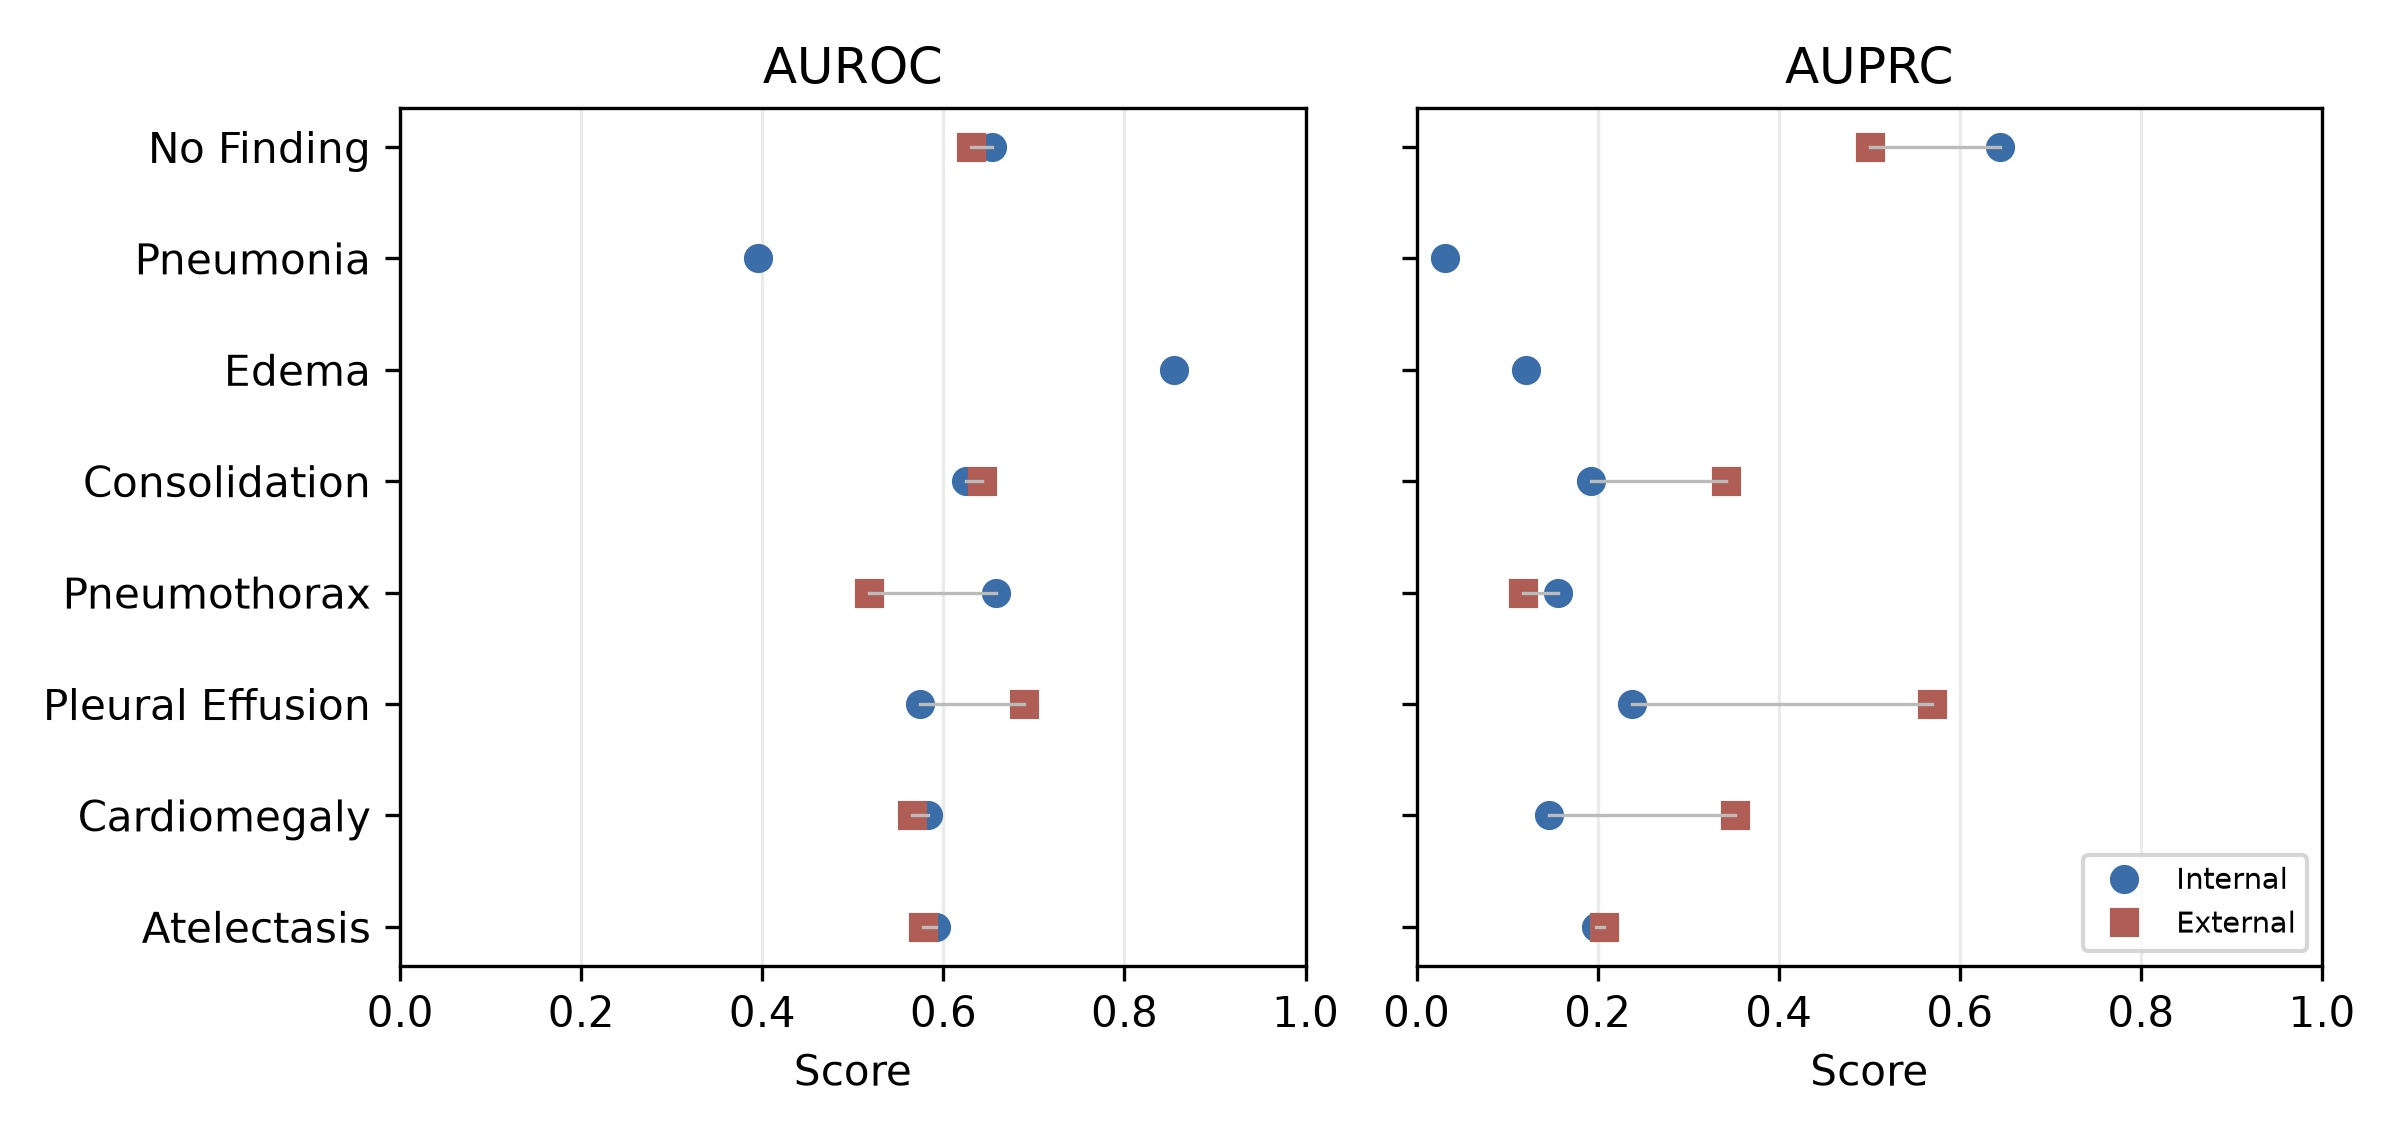 AUROC
AUPRC
No Finding
Pneumonia
Edema
Consolidation
Pneumothorax
Pleural Effusion
Cardiomegaly
Atelectasis
Internal
External
0.0 0.2 0.4 0.6 0.8 1.0
0.0 0.2 0.4 0.6 0.8 1.0
Score
Score